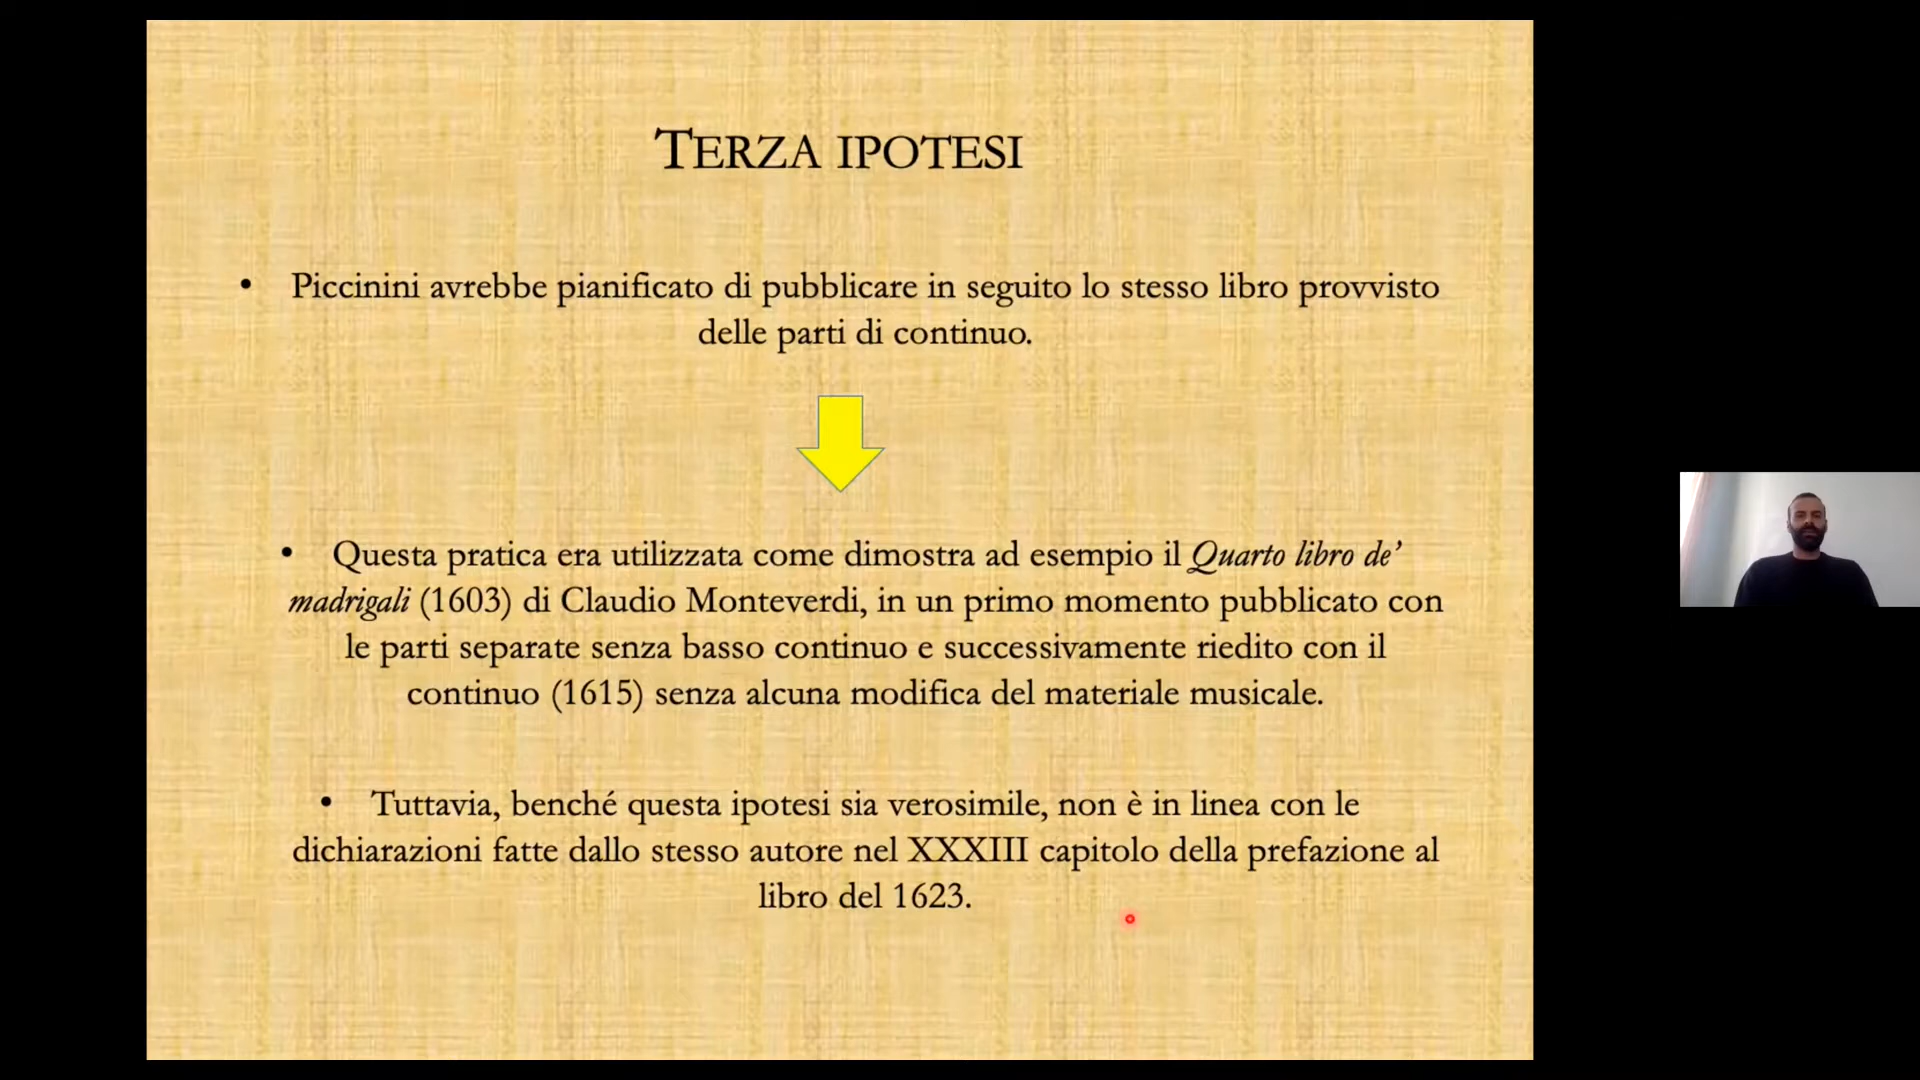 TERZA IPOTESI
• Piccinini avrebbe pianificato di pubblicare in seguito lo stesso libro provvisto
delle parti di continuo.
• Questa pratica era utilizzata come dimostra ad esempio il Quarto libro de’
madrigali (1603) di Claudio Monteverdi, in un primo momento pubblicato con
le parti separate senza basso continuo e successivamente riedito con il
continuo (1615) senza alcuna modifica del materiale musicale.
• Tuttavia, benché questa ipotesi sia verosimile, non è in linea con le
dichiarazioni fatte dallo stesso autore nel XXXIII capitolo della prefazione al
libro del 1623.